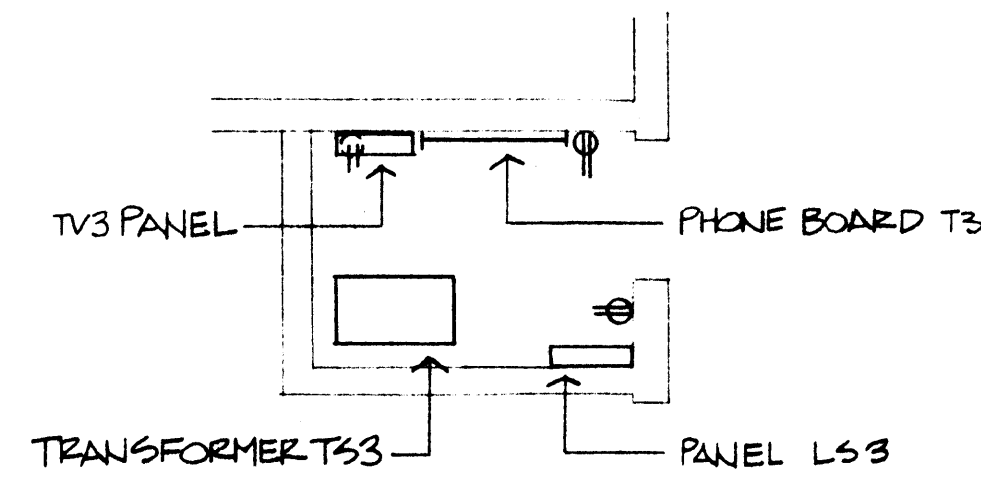 TV3 PANEL
PHONE BOARD T3
TRANSFORMER TS3
PANEL LS3